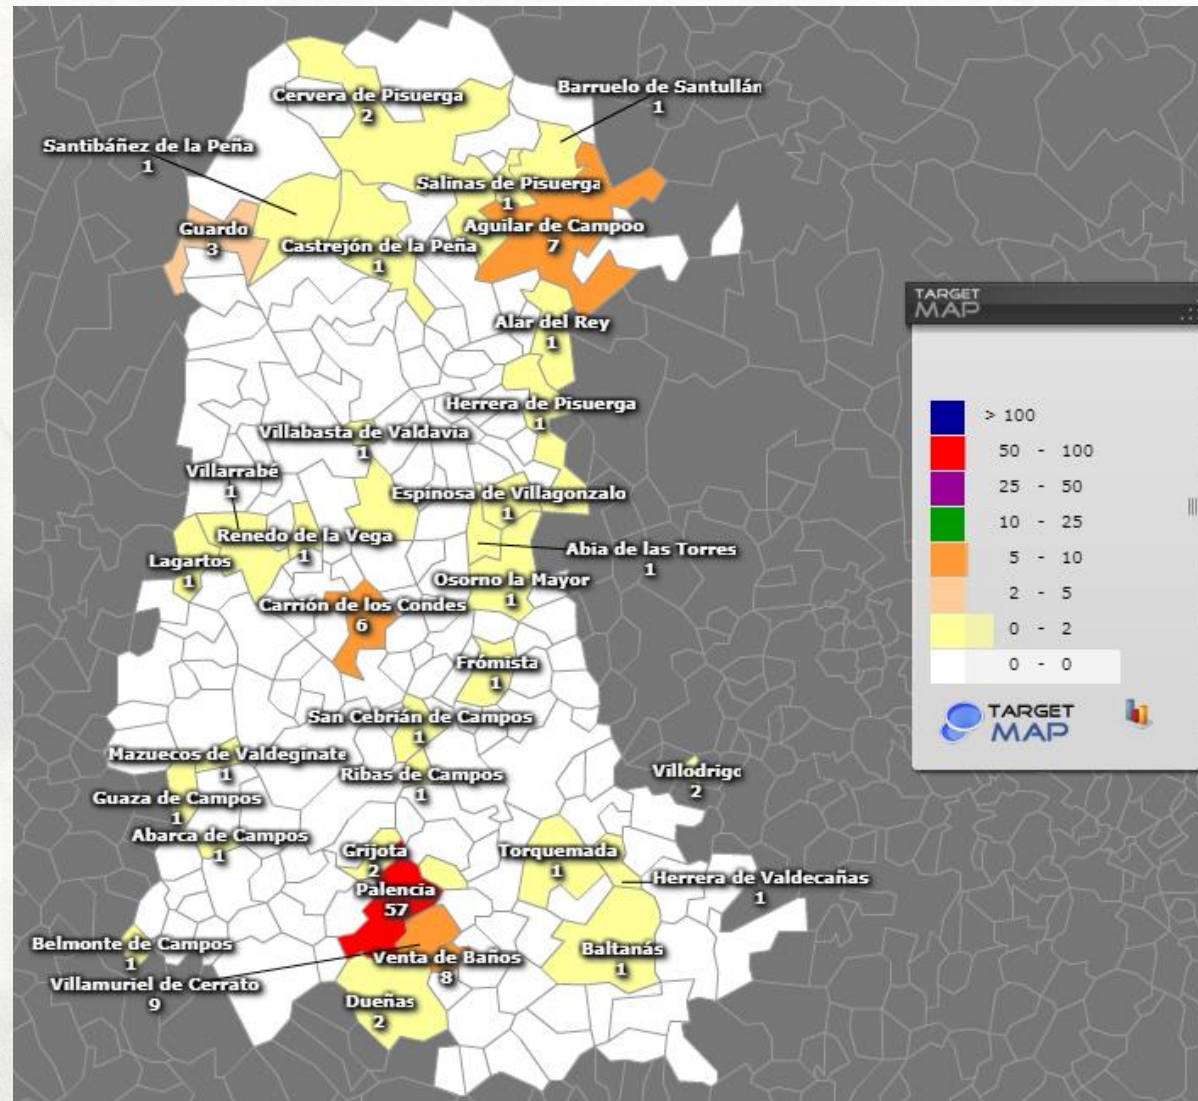 Cervera de Pisuerga
2
Barruelo de Santullán
1
Santibáñez de la Peña
1
Salinas de Pisuerga
1
Guardo
3
Aguilar de Campoo
7
Castrejón de la Peña
1
Alar del Rey
1
Herrera de Pisuerga
1
Villabasta de Valdavia
1
Villarrabé
1
Espinosa de Villagonzalo
1
Renedo de la Vega
1
Abia de las Torres
1
Lagartos
1
Osorno la Mayor
1
Carrión de los Condes
6
Frómista
1
San Cebrián de Campos
1
Mazuecos de Valdeginate
1
Ribas de Campos
1
Villodrigo
2
Guaza de Campos
1
Abarca de Campos
1
Grijota
2
Torquemada
1
Palencia
57
Herrera de Valdecañas
1
Belmonte de Campos
1
Venta de Baños
8
Baltanás
1
Villamuriel de Cerrato
9
Dueñas
2
TARGET
MAP
> 100
50 - 100
25 - 50
10 - 25
5 - 10
2 - 5
0 - 2
0 - 0
TARGET
MAP